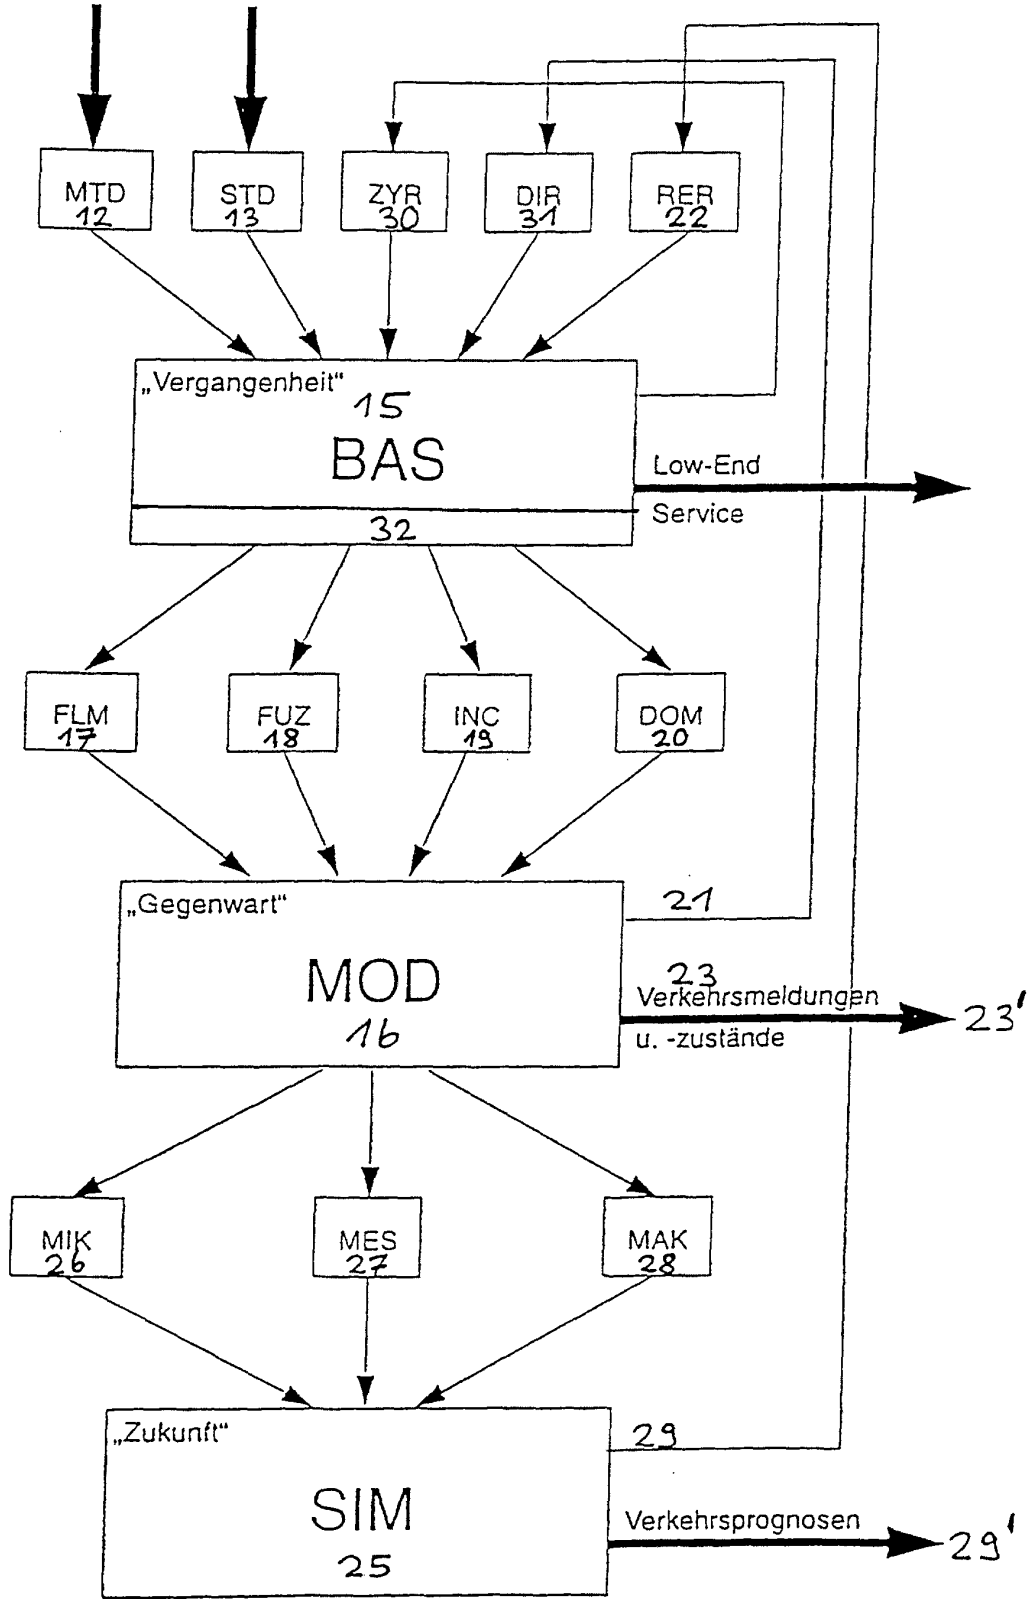 MTD
12
STD
13
ZYR
30
DIR
31
RER
22
„Vergangenheit“
15
BAS
32
Low-End
Service
FLM
17
FUZ
18
INC
19
DOM
20
„Gegenwart“
MOD
16
21
23
Verkehrsmeldungen
u. -zustände
23'
MIK
26
MES
27
MAK
28
„Zukunft“
SIM
25
29
Verkehrsprognosen
29'